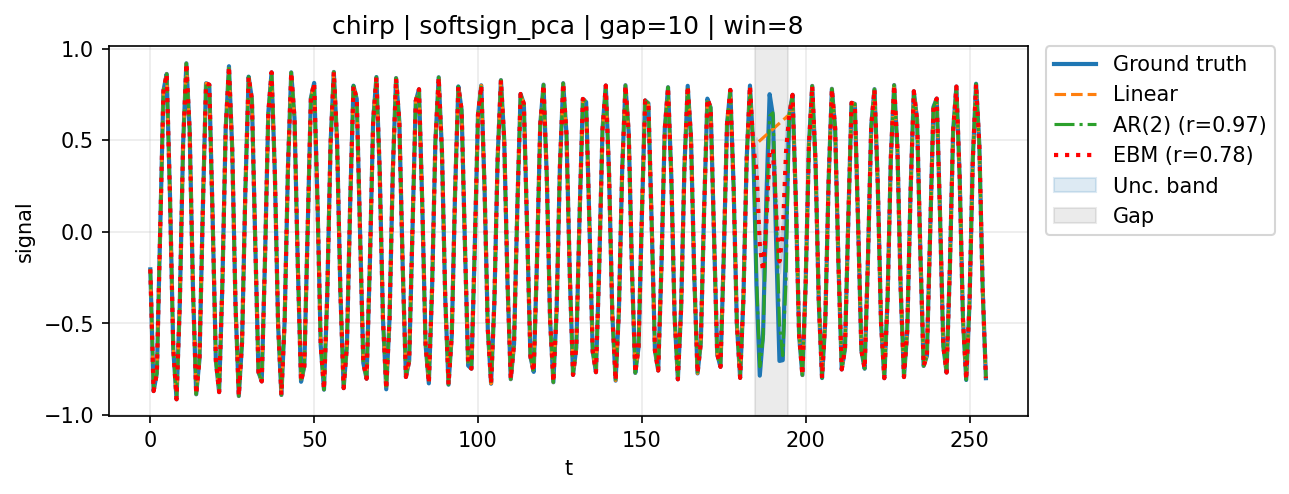 chirp | softsign_pca | gap=10 | win=8
signal
1.0
0.5
0.0
−0.5
−1.0
0
50
100
150
200
250
t
Ground truth
Linear
AR(2) (r=0.97)
EBM (r=0.78)
Unc. band
Gap